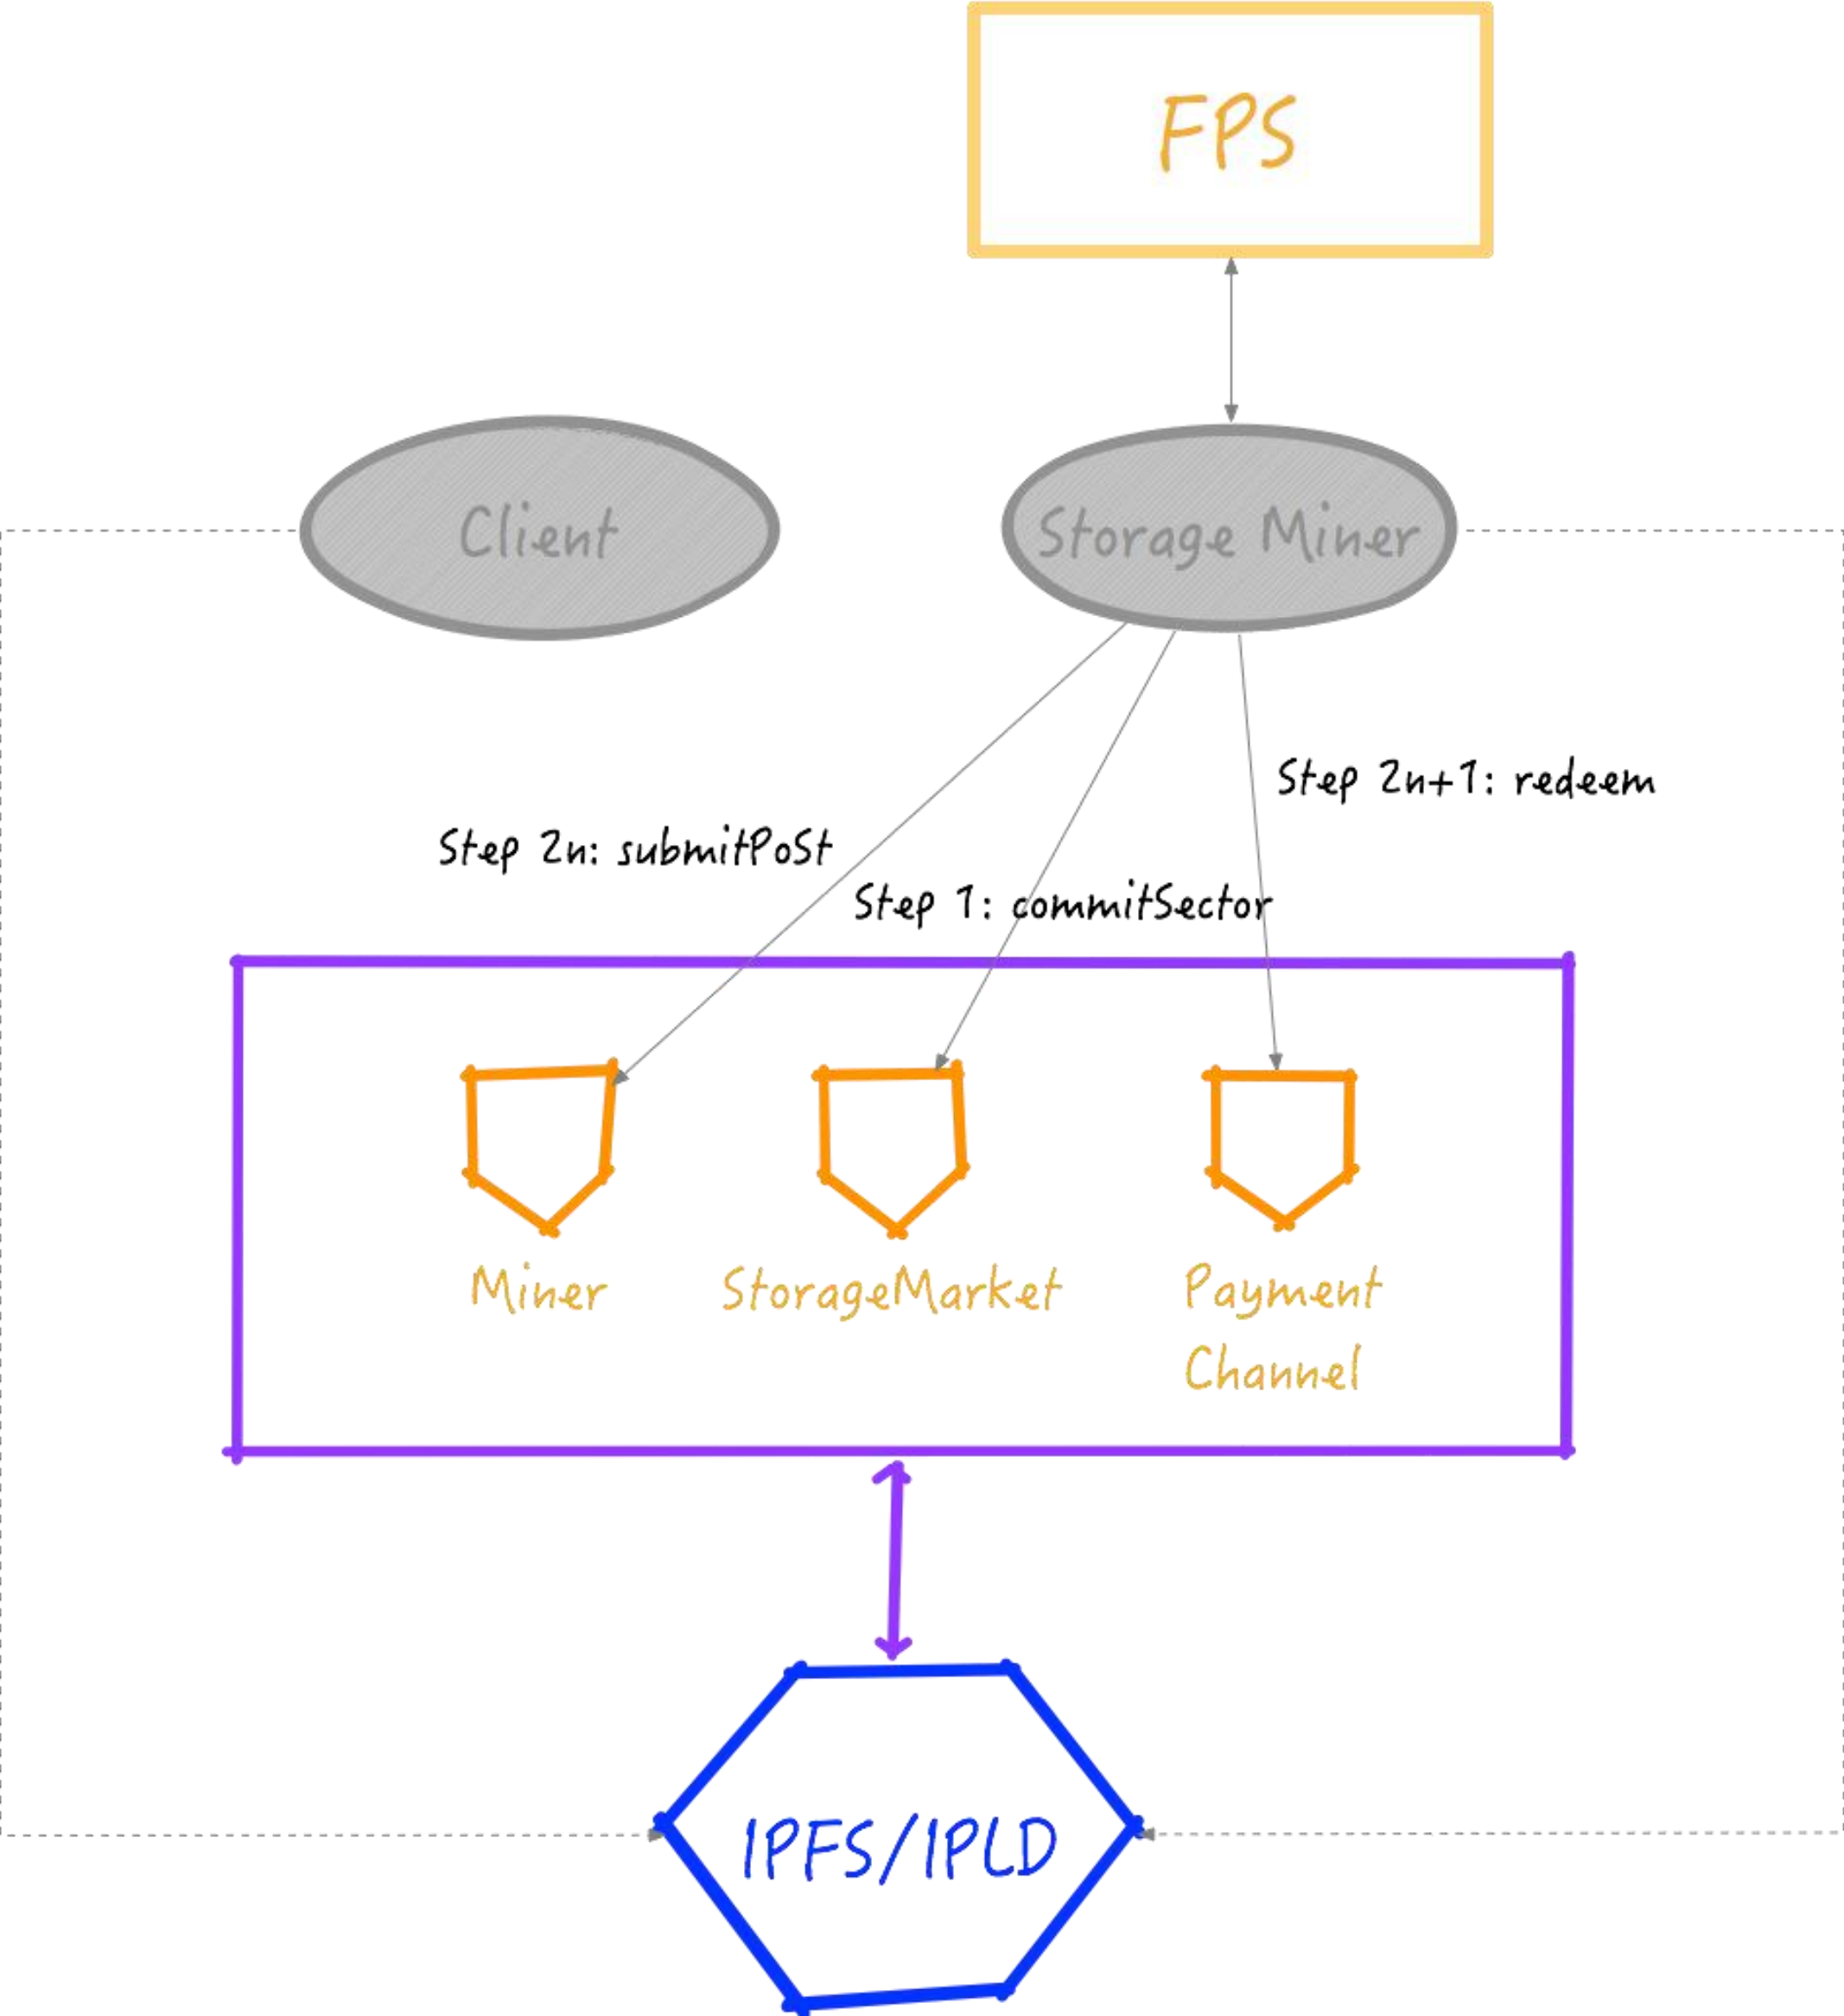 FPS
Client
Storage Miner
Step 2n+1: redeem
Step 2n: submitPoSt
Step 1: commitSector
Miner
StorageMarket
Payment
Channel
IPFS/IPLD